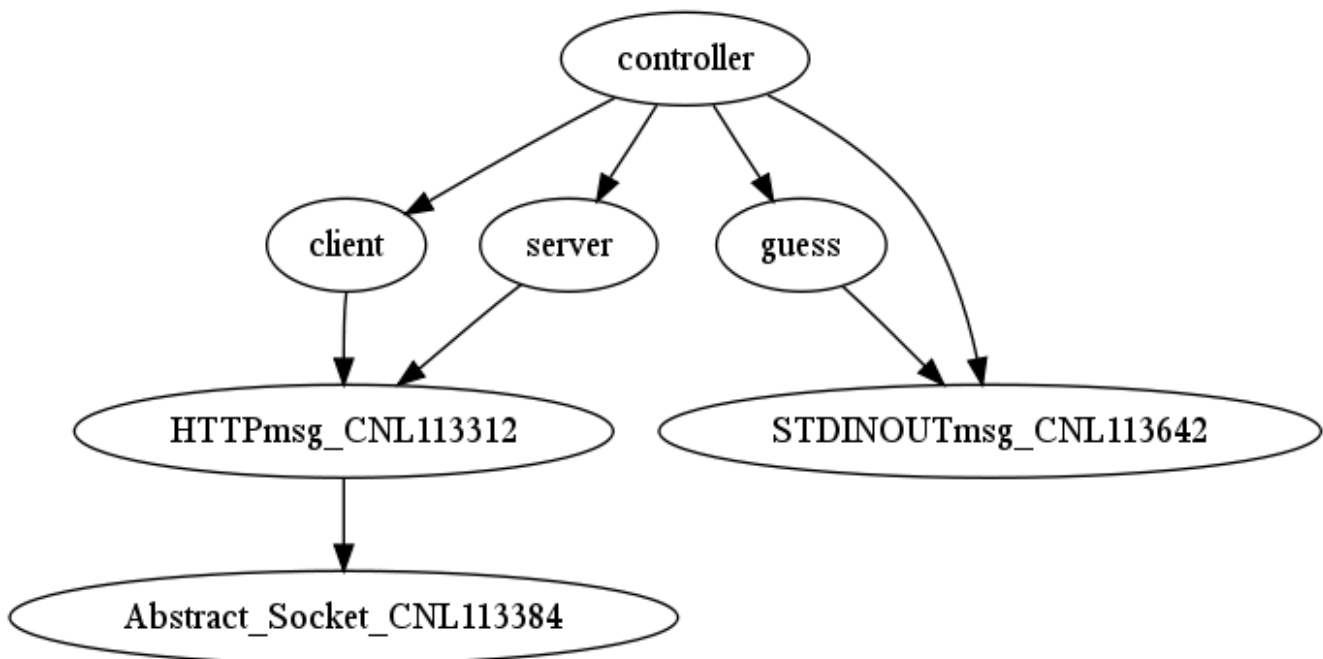 controller
client
server
guess
HTTPmsg_CNL113312
STDINOUTmsg_CNL113642
Abstract_Socket_CNL113384